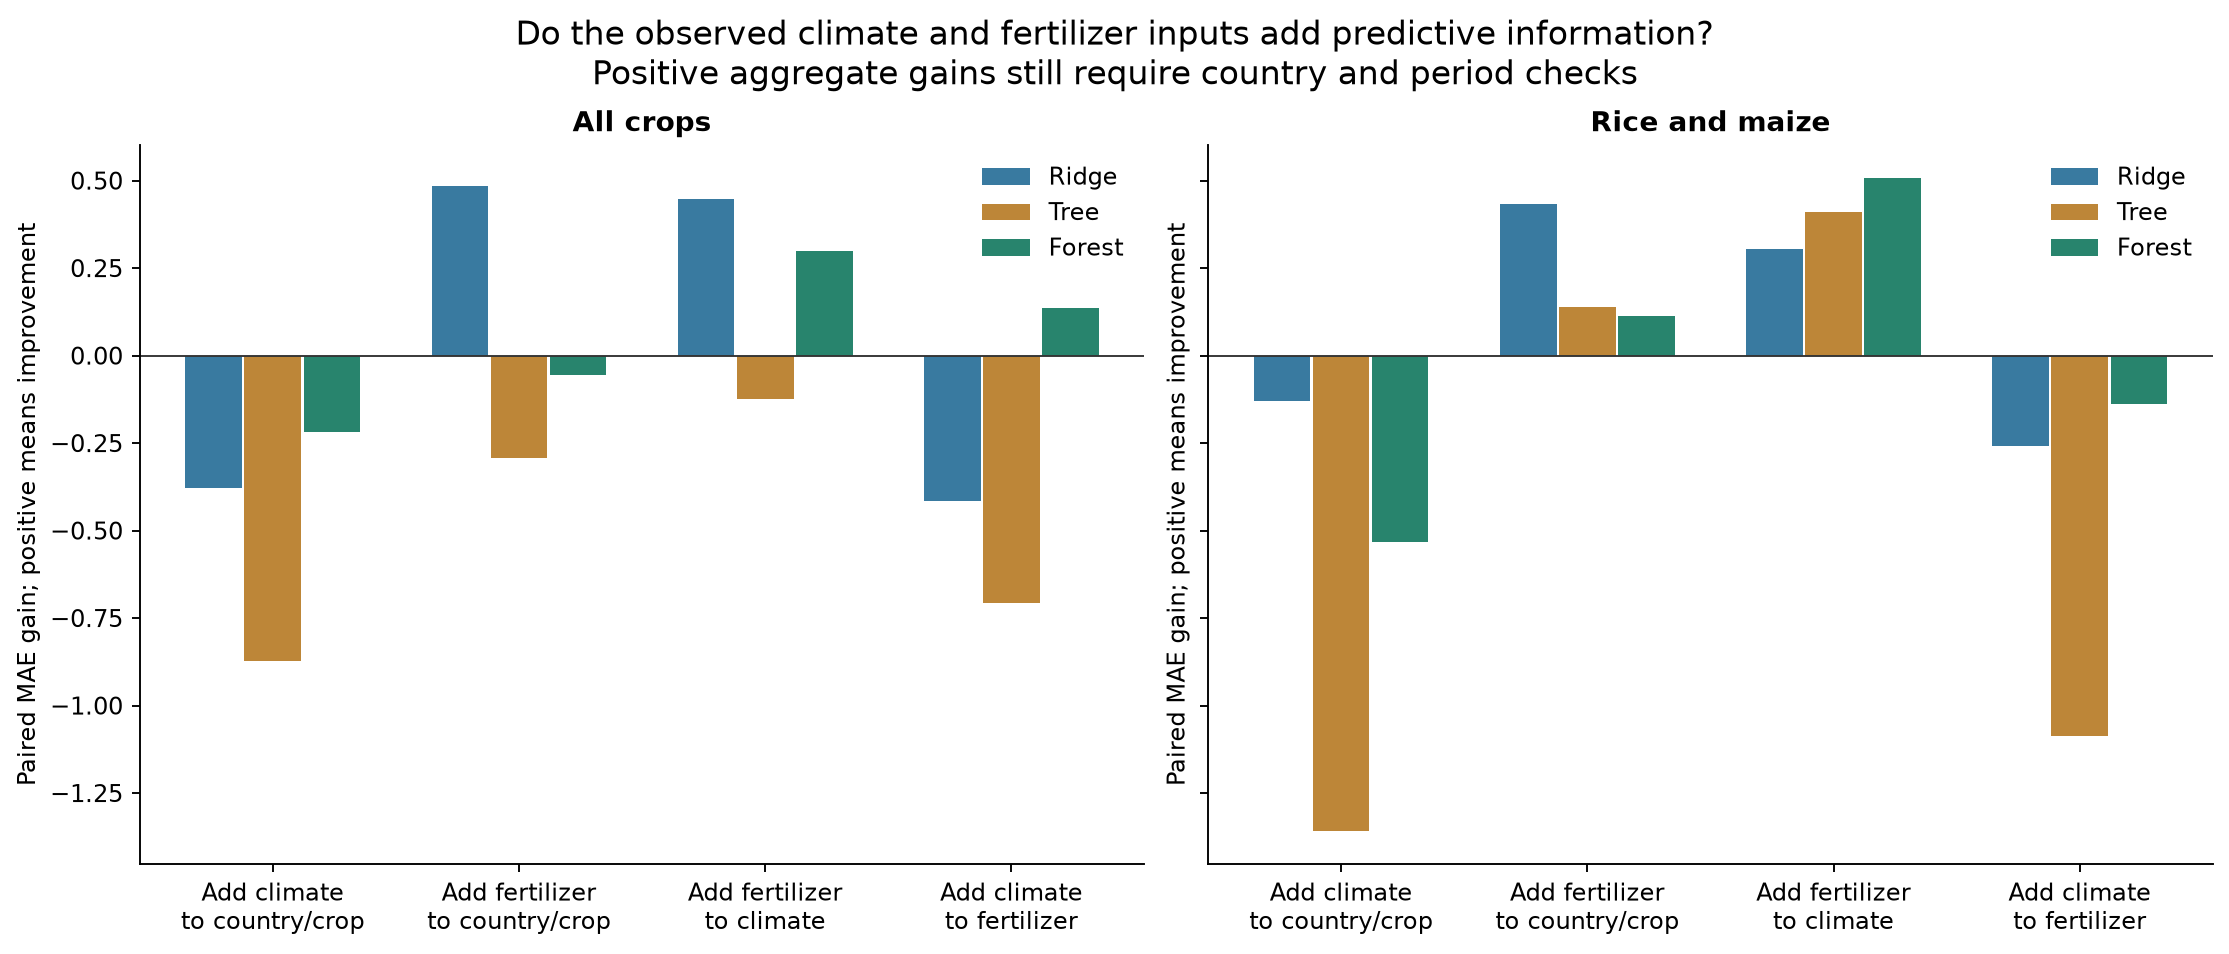 Do the observed climate and fertilizer inputs add predictive information?
Positive aggregate gains still require country and period checks
All crops
Paired MAE gain; positive means improvement
0.50
0.25
0.00
−0.25
−0.50
−0.75
−1.00
−1.25
Ridge
Tree
Forest
Add climate
to country/crop
Add fertilizer
to country/crop
Add fertilizer
to climate
Add climate
to fertilizer
Rice and maize
Paired MAE gain; positive means improvement
Ridge
Tree
Forest
Add climate
to country/crop
Add fertilizer
to country/crop
Add fertilizer
to climate
Add climate
to fertilizer